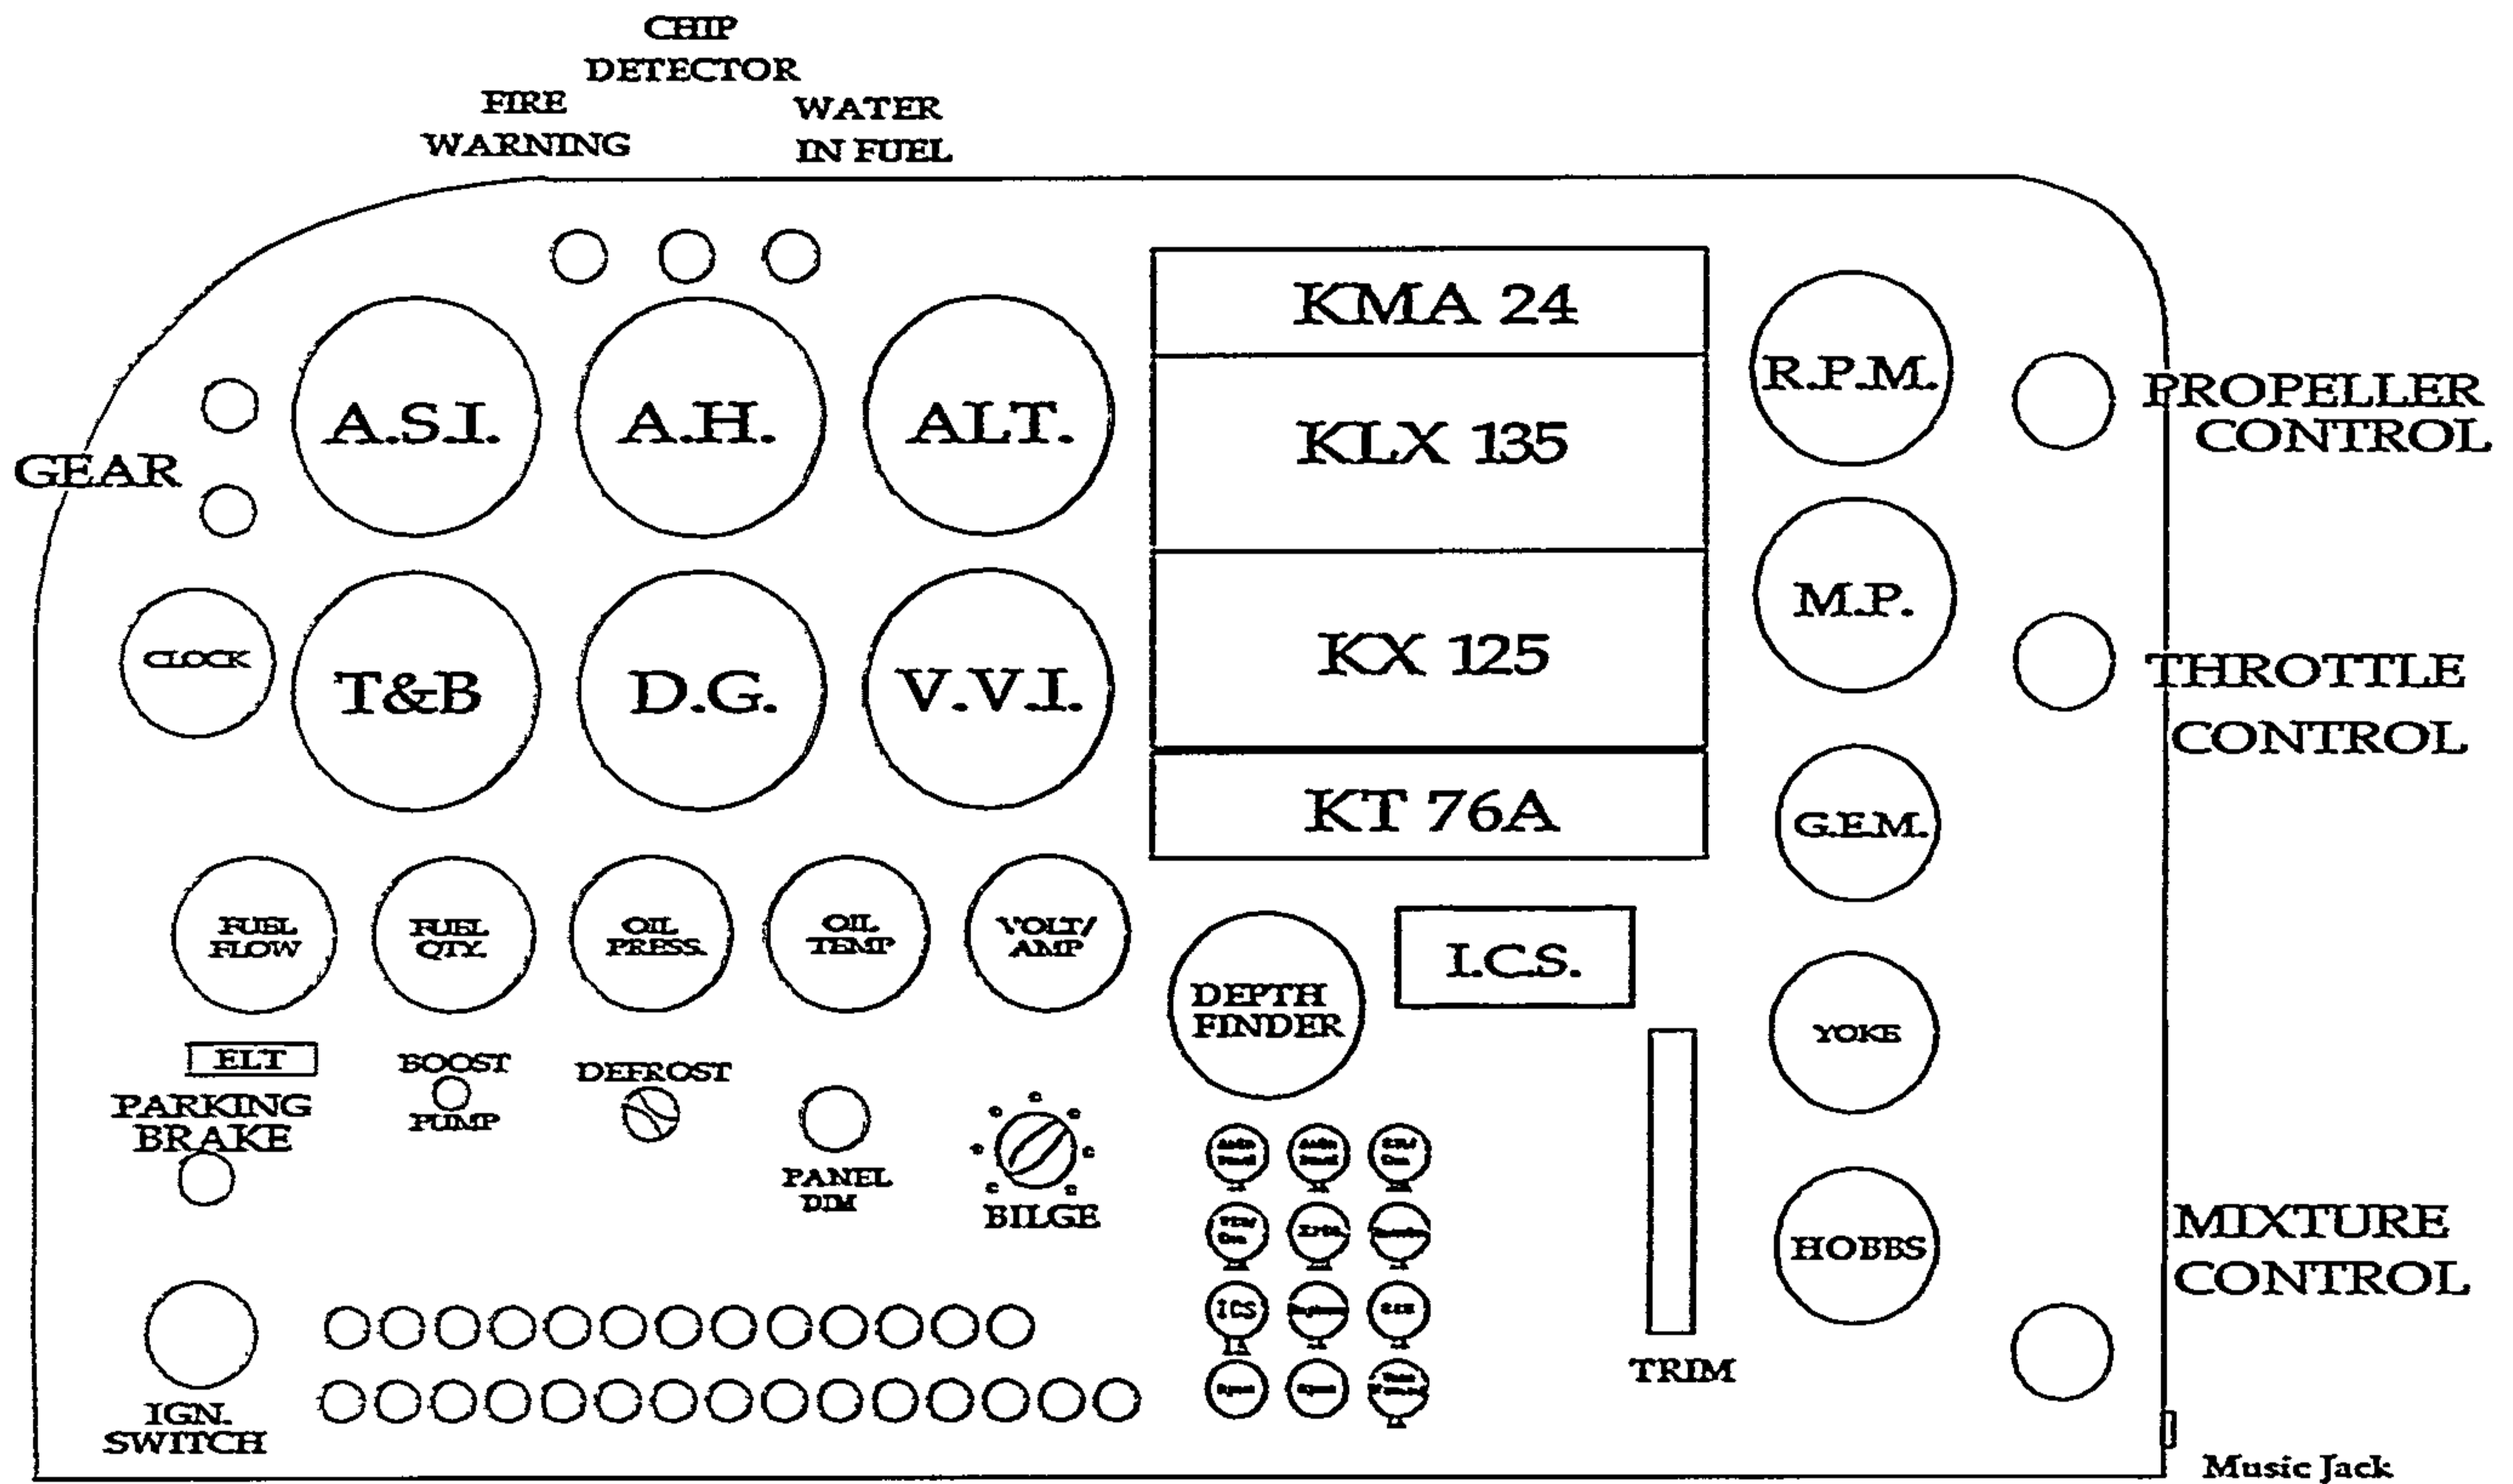 CHIP
DETECTOR
FIRE
WARNING
WATER
IN FUEL
KMA 24
R.P.M.
A.S.I.
A.H.
ALT.
KLX 135
PROPELLER
CONTROL
GEAR
M.P.
CLOCK
T&B
D.G.
V.V.I.
KX 125
THROTTLE
CONTROL
KT 76A
G.E.M.
FUEL
FLOW
FUEL
QTY.
OIL
PRESS
OIL
TEMP
VOLT/
AMP
I.C.S.
DEPTH
FINDER
YOKE
ELT
BOOST
PUMP
DEFROST
PARKING
BRAKE
PANEL
DIM
BILGE
ICS
HOBBS
MIXTURE
CONTROL
TRIM
IGN.
SWITCH
Music Jack